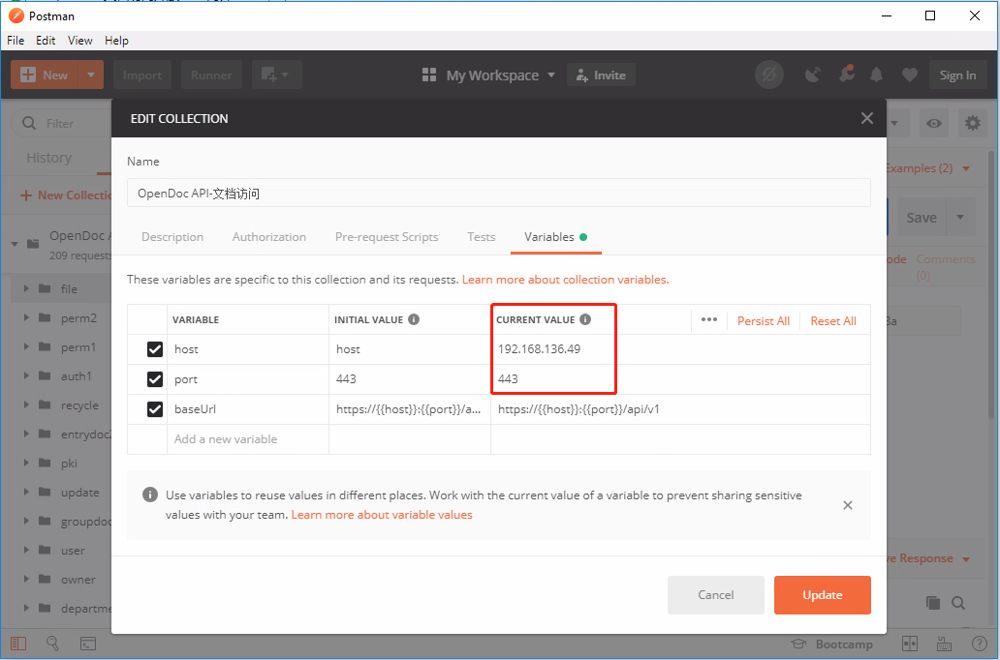 Postman
File Edit View Help
New Import Runner My Workspace Invite Sign In
Filter
History
New Collectio
OpenDoc A
209 requests
file
perm2
perm1
auth1
recycle
entrydoc2
pki
update
groupdoc
user
owner
departme
EDIT COLLECTION
Name
OpenDoc API-文档访问
Description Authorization Pre-request Scripts Tests Variables
These variables are specific to this collection and its requests. Learn more about collection variables.
VARIABLE INITIAL VALUE CURRENT VALUE ••• Persist All Reset All
host host 192.168.136.49
port 443 443
baseUrl https://{{host}}:{{port}}/a... https://{{host}}:{{port}}/api/v1
Add a new variable
Use variables to reuse values in different places. Work with the current value of a variable to prevent sharing sensitive
values with your team. Learn more about variable values
Cancel Update
Examples (2)
Save
ode Comments
(0)
3a
ve Response
Bootcamp